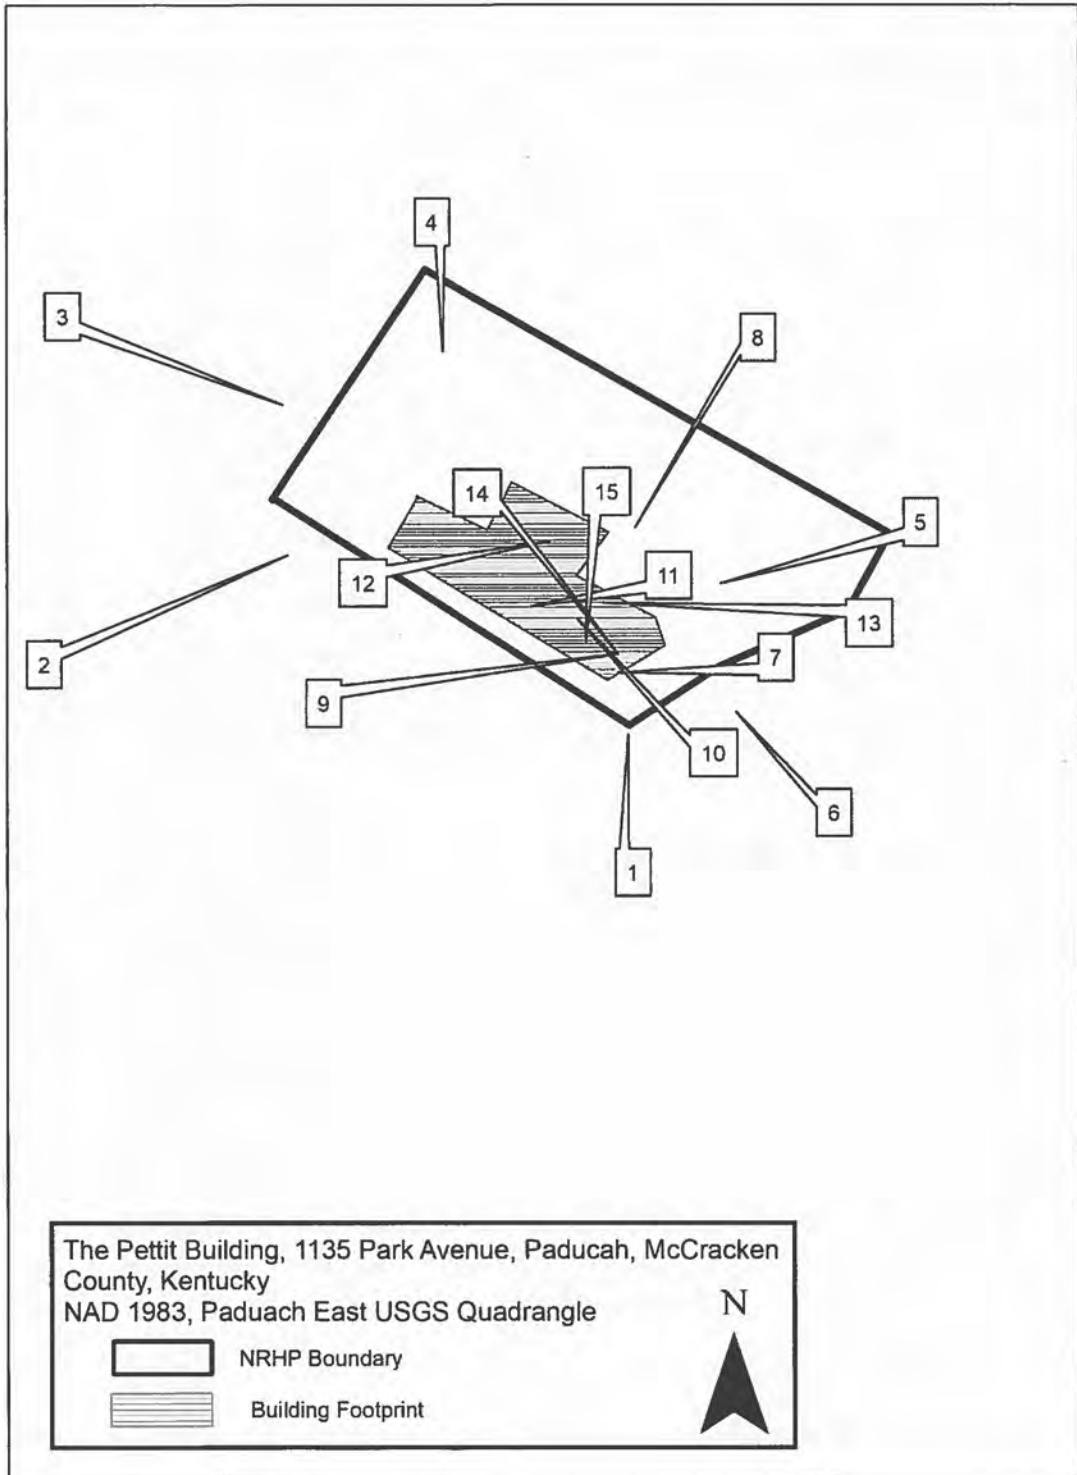 4
3
8
14
15
5
12
11
13
2
7
9
10
6
1
The Pettit Building, 1135 Park Avenue, Paducah, McCracken
County, Kentucky
NAD 1983, Paduach East USGS Quadrangle
N
NRHP Boundary
Building Footprint